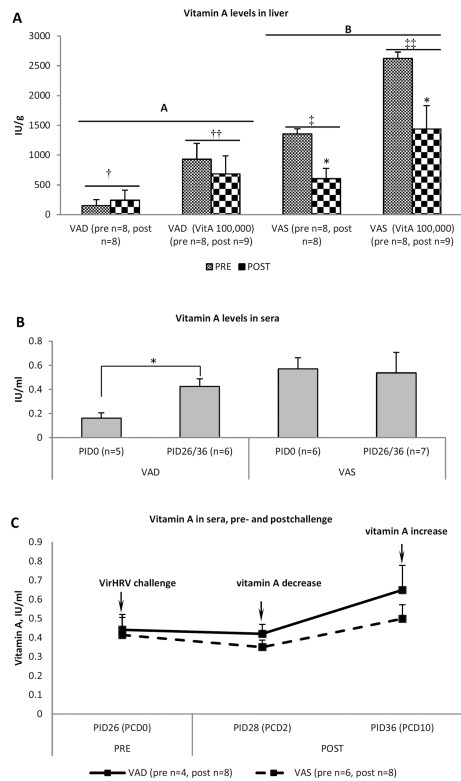 Vitamin A levels in liver
A
B
IU/g
3000
2500
2000
1500
1000
500
0
A
†
††
‡
*
‡‡
*
VAD (pre n=8, post n=8)
VAD (VitA 100,000) (pre n=8, post n=9)
VAS (pre n=8, post n=8)
VAS (VitA 100,000) (pre n=8, post n=9)
PRE POST
B
Vitamin A levels in sera
IU/ml
0.8
0.6
0.4
0.2
0
*
PID0 (n=5) PID26/36 (n=6) PID0 (n=6) PID26/36 (n=7)
VAD VAS
C
Vitamin A in sera, pre- and postchallenge
Vitamin A, IU/ml
0.9
0.8
0.7
0.6
0.5
0.4
0.3
0.2
0.1
0
VirHRV challenge
vitamin A decrease
vitamin A increase
PID26 (PCD0) PID28 (PCD2) PID36 (PCD10)
PRE POST
VAD (pre n=4, post n=8) VAS (pre n=6, post n=8)